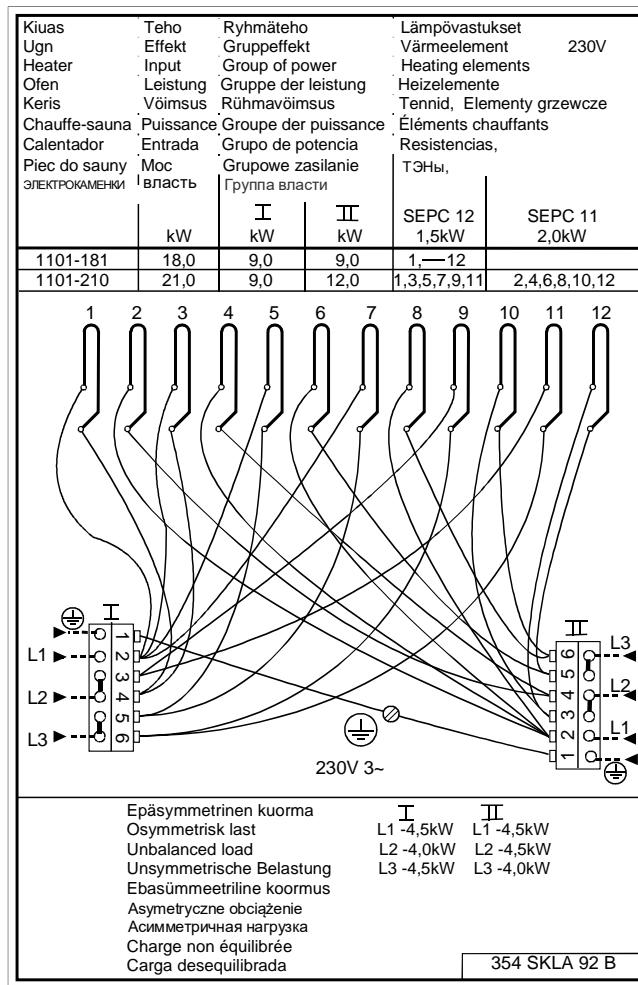 Kiuas Teho Ryhmäteho Lämpövastukset
Ugn Effekt Gruppeffekt Värmeelement 230V
Heater Input Group of power Heating elements
Ofen Leistung Gruppe der leistung Heizelemente
Keris Vöimsus Rühmavöimsus Tennid, Elementy grzewcze
Chauffe-sauna Puissance Groupe der puissance Éléments chauffants
Calentador Entrada Grupo de potencia Resistencias,
Piec do sauny Moc Grupowe zasilanie ТЭНы,
ЭЛЕКТРОКАМЕНКИ власть Группа власти
I II SEPC 12 SEPC 11
kW kW kW 1,5kW 2,0kW
1101-181 18,0 9,0 9,0 1,—12
1101-210 21,0 9,0 12,0 1,3,5,7,9,11 2,4,6,8,10,12
1 2 3 4 5 6 7 8 9 10 11 12
I II
1 6 L3
L1 2 5
3 4 L2
L2 4 3
5 2 L1
L3 6 1
230V 3~
Epäsymmetrinen kuorma I II
Osymmetrisk last L1 -4,5kW L1 -4,5kW
Unbalanced load L2 -4,0kW L2 -4,5kW
Unsymmetrische Belastung L3 -4,5kW L3 -4,0kW
Ebasümmeetriline koormus
Asymetryczne obciążenie
Асимметричная нагрузка
Charge non équilibrée
Carga desequilibrada 354 SKLA 92 B